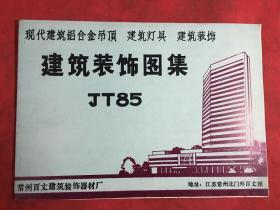 现代建筑铝合金吊顶 建筑灯具 建筑装饰
建筑装饰图集
JT85
常州百丈建筑装饰器材厂
地址：江苏常州北门外百丈镇